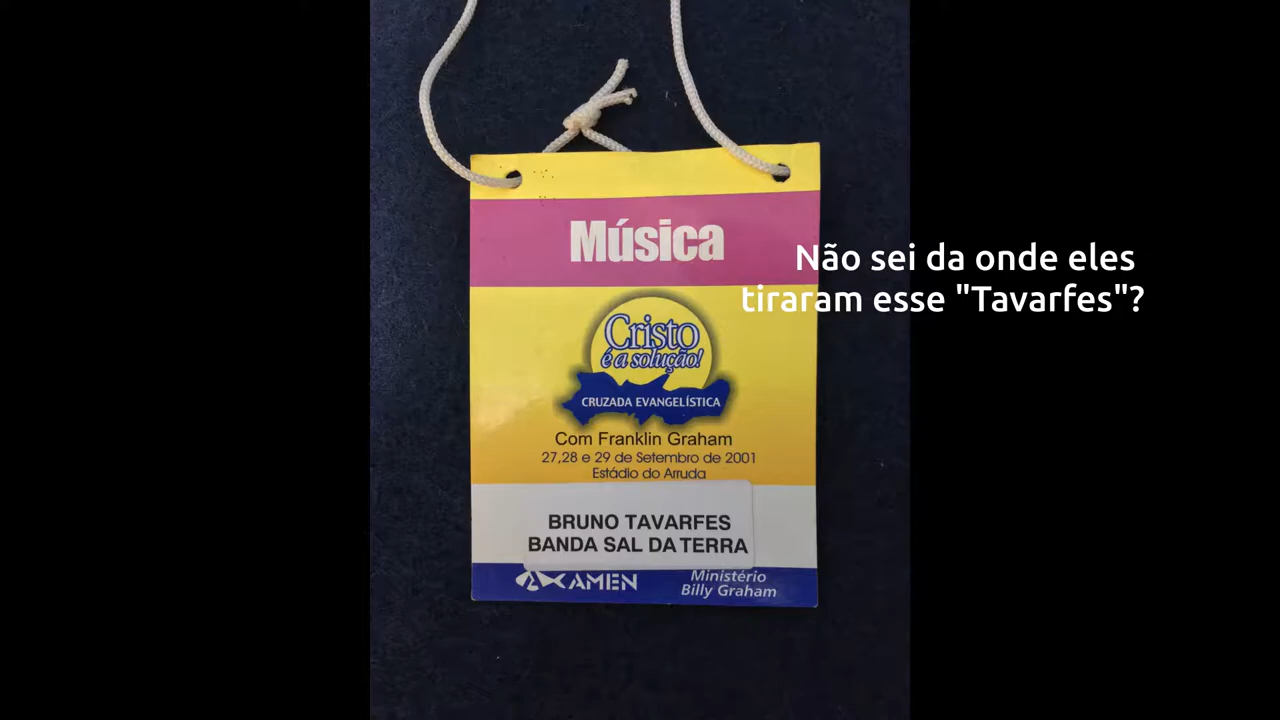 Música
Não sei da onde eles
tiraram esse "Tavarfes"?
Cristo
é a solução!
CRUZADA EVANGELÍSTICA
Com Franklin Graham
27,28 e 29 de Setembro de 2001
Estádio do Arruda
BRUNO TAVARFES
BANDA SAL DA TERRA
AMEN
Ministério
Billy Graham